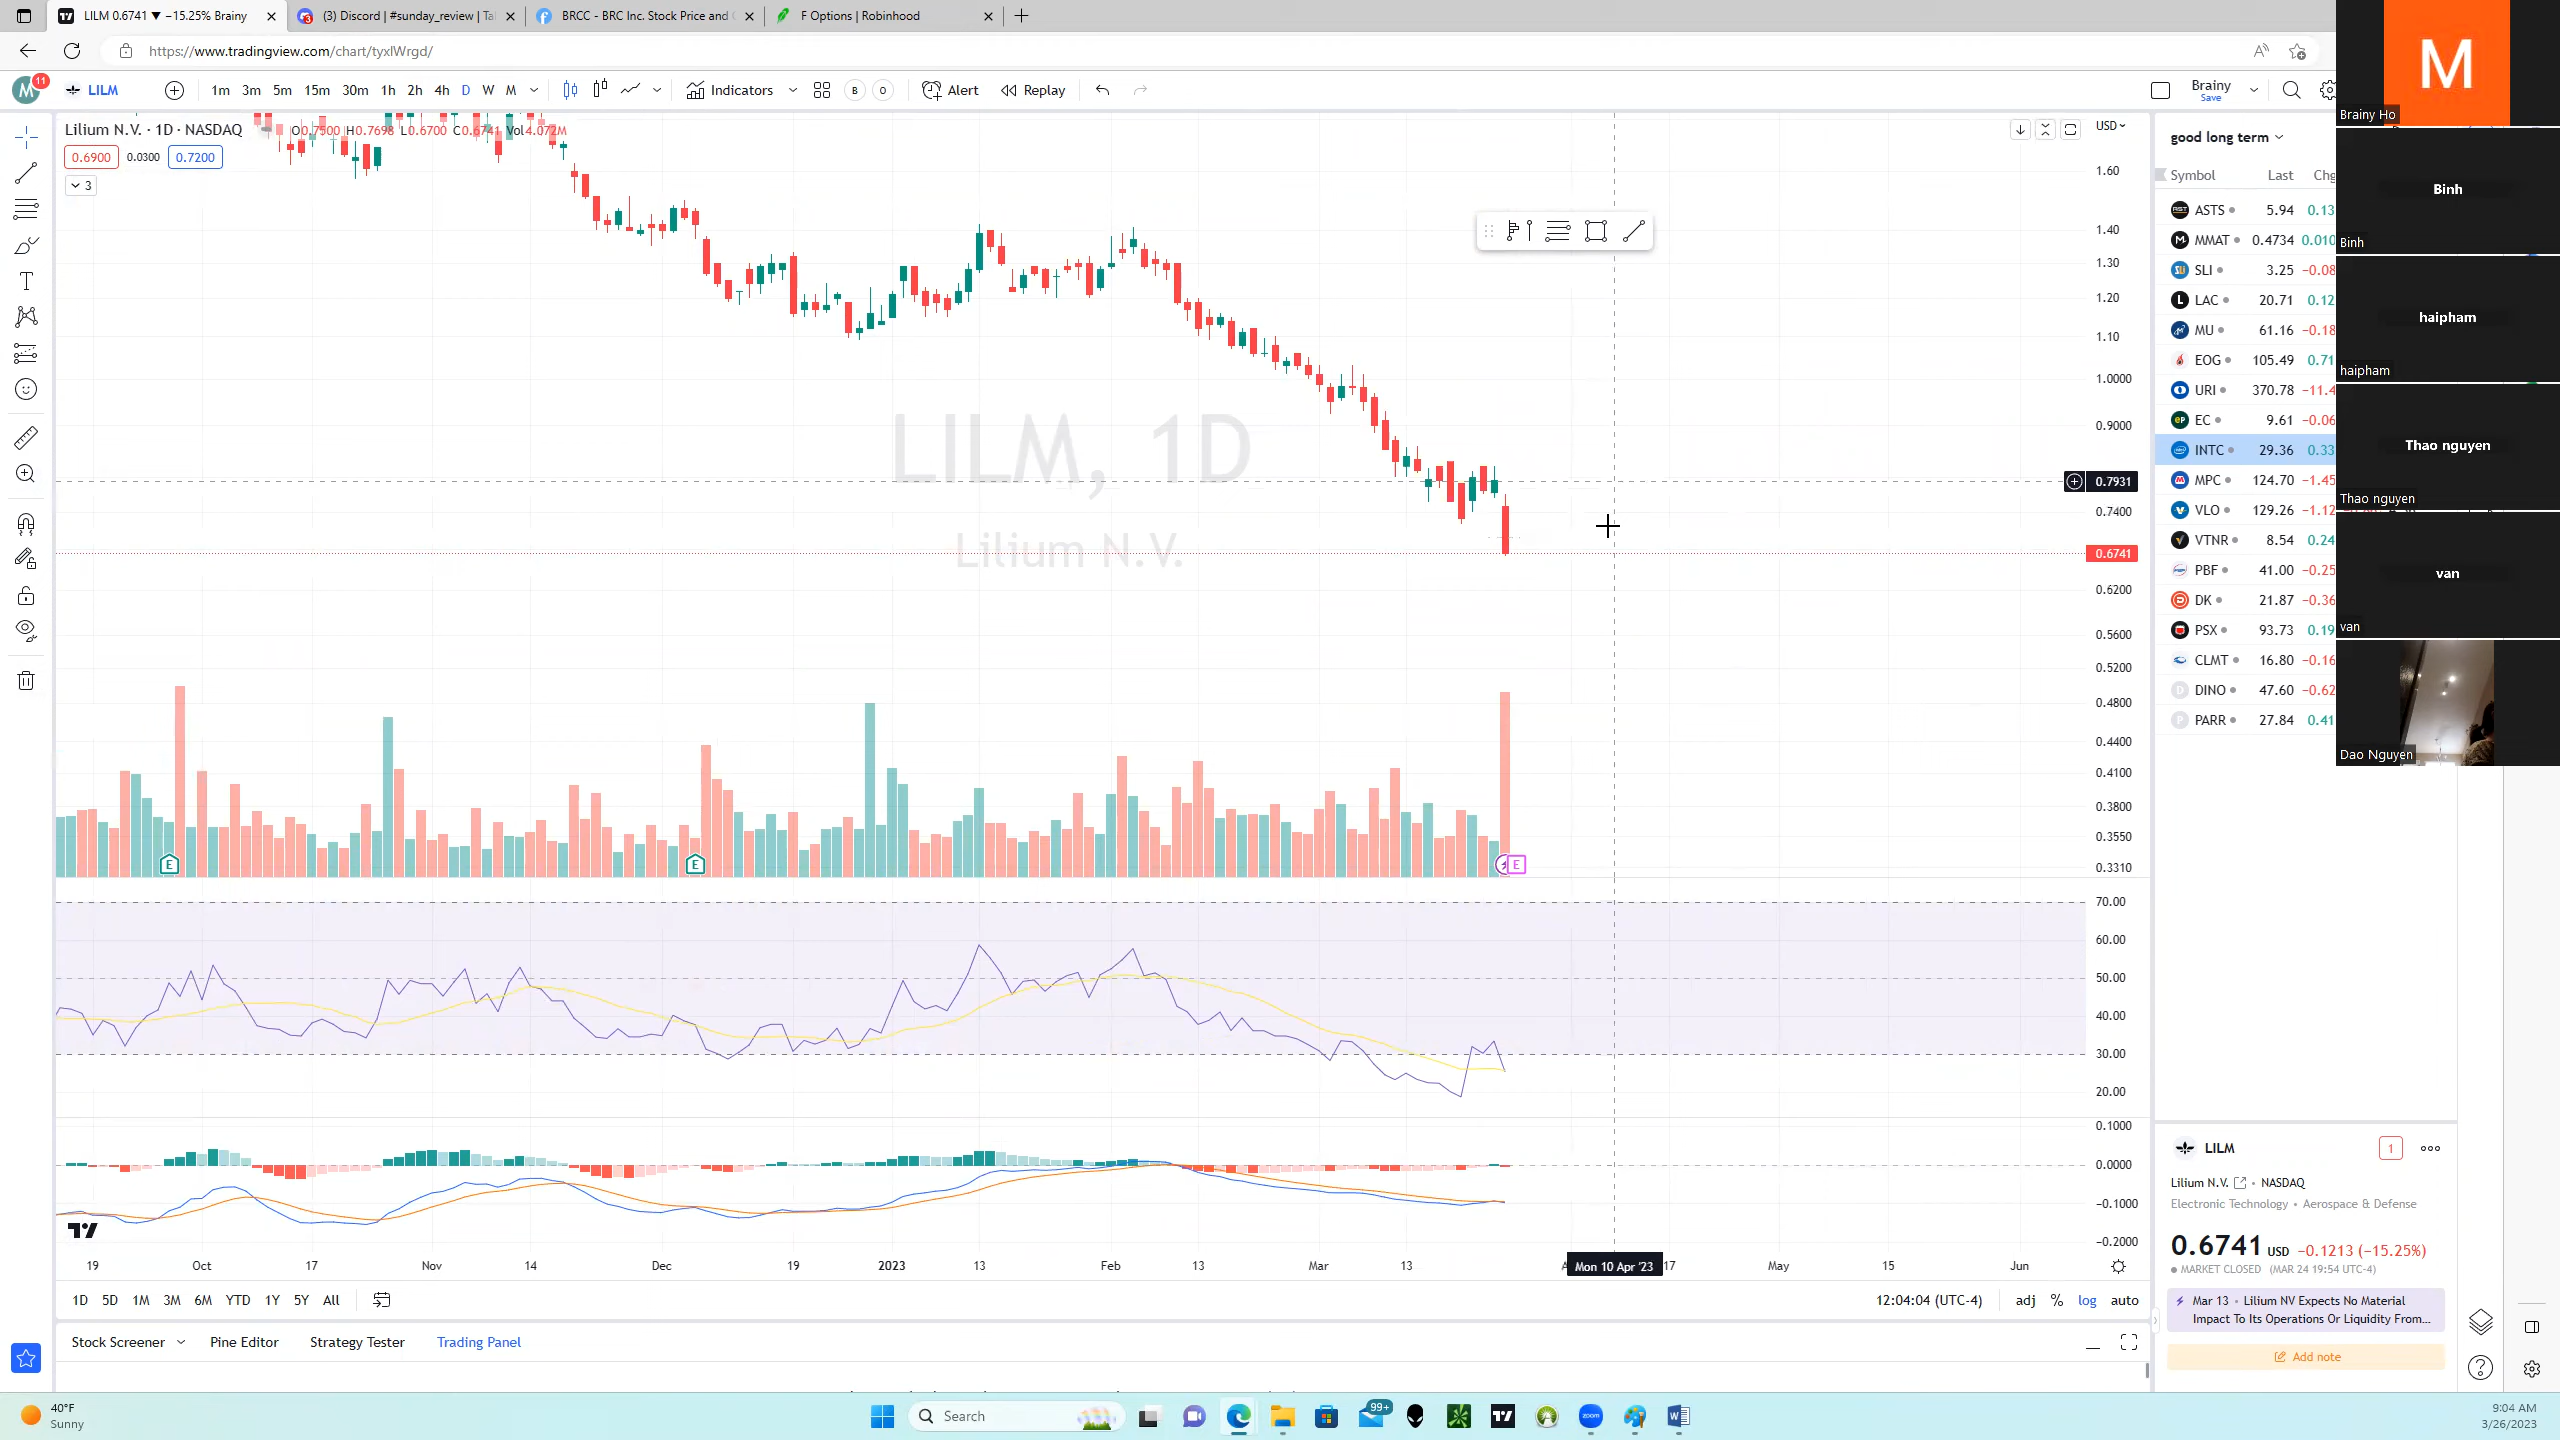 LILM 0.6741 ▼ −15.25% Brainy
(3) Discord | #sunday_review | Ta
BRCC - BRC Inc. Stock Price and
F Options | Robinhood
https://www.tradingview.com/chart/tyxlWrgd/
M 11
LILM
1m 3m 5m 15m 30m 1h 2h 4h D W M
Indicators
B
Alert
Replay
Brainy
Save
Lilium N.V. · 1D · NASDAQ
O0.7500 H0.7698 L0.6700 C0.6741 Vol4.072M
0.6900 0.0300 0.7200
3
LILM, 1D
Lilium N.V.
USD
1.60
1.40
1.30
1.20
1.10
1.0000
0.9000
0.7931
0.7400
0.6741
0.6200
0.5600
0.5200
0.4800
0.4400
0.4100
0.3800
0.3550
0.3310
E E E
70.00
60.00
50.00
40.00
30.00
20.00
0.1000
0.0000
−0.1000
−0.2000
19 Oct 17 Nov 14 Dec 19 2023 13 Feb 13 Mar 13 Mon 10 Apr '23 17 May 15 Jun
1D 5D 1M 3M 6M YTD 1Y 5Y All
12:04:04 (UTC-4) adj % log auto
Stock Screener Pine Editor Strategy Tester Trading Panel
good long term
Symbol Last Chg
ASTS 5.94 0.13
MMAT 0.4734 0.010
SLI 3.25 −0.08
LAC 20.71 0.12
MU 61.16 −0.18
EOG 105.49 0.71
URI 370.78 −11.4
EC 9.61 −0.06
INTC 29.36 0.33
MPC 124.70 −1.45
VLO 129.26 −1.12
VTNR 8.54 0.24
PBF 41.00 −0.25
DK 21.87 −0.36
PSX 93.73 0.19
CLMT 16.80 −0.16
DINO 47.60 −0.62
PARR 27.84 0.41
LILM 1
Lilium N.V. • NASDAQ
Electronic Technology • Aerospace & Defense
0.6741 USD −0.1213 (−15.25%)
MARKET CLOSED (MAR 24 19:54 UTC-4)
Mar 13 • Lilium NV Expects No Material
Impact To Its Operations Or Liquidity From...
Add note
M
Brainy Ho
Binh
Binh
haipham
haipham
Thao nguyen
Thao nguyen
van
van
Dao Nguyen
40°F
Sunny
Search
99+
zoom
9:04 AM
3/26/2023